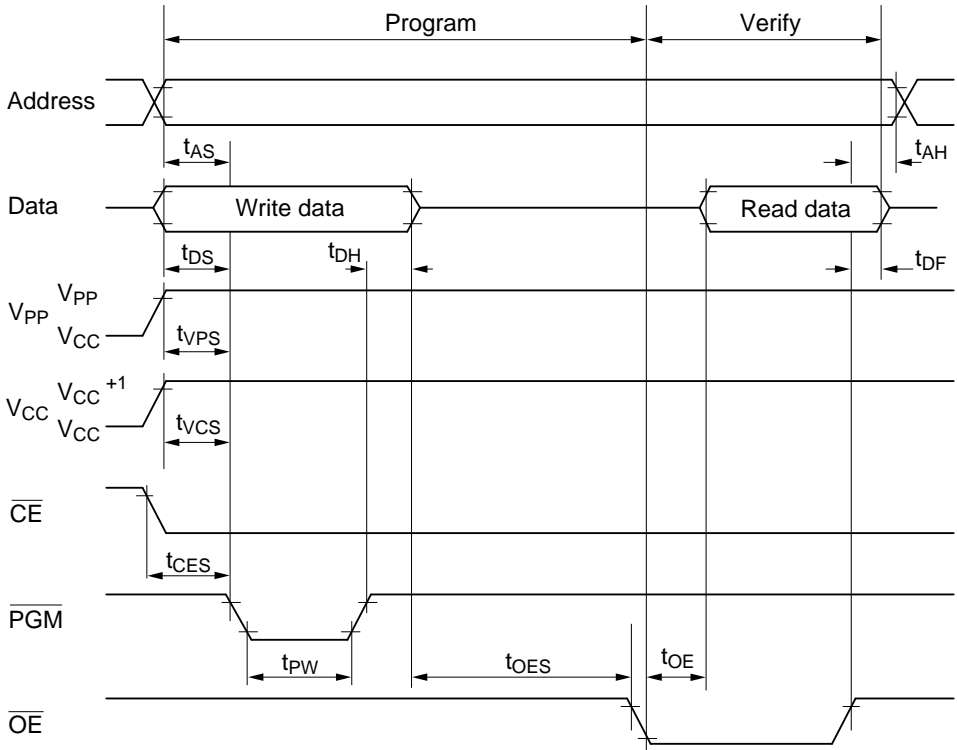 Program Verify
Address
tAS tAH
Data Write data Read data
tDS tDH tDF
VPP VPP
VCC
tVPS
VCC VCC +1
VCC
tVCS
CE
tCES
PGM
tPW tOES tOE
OE